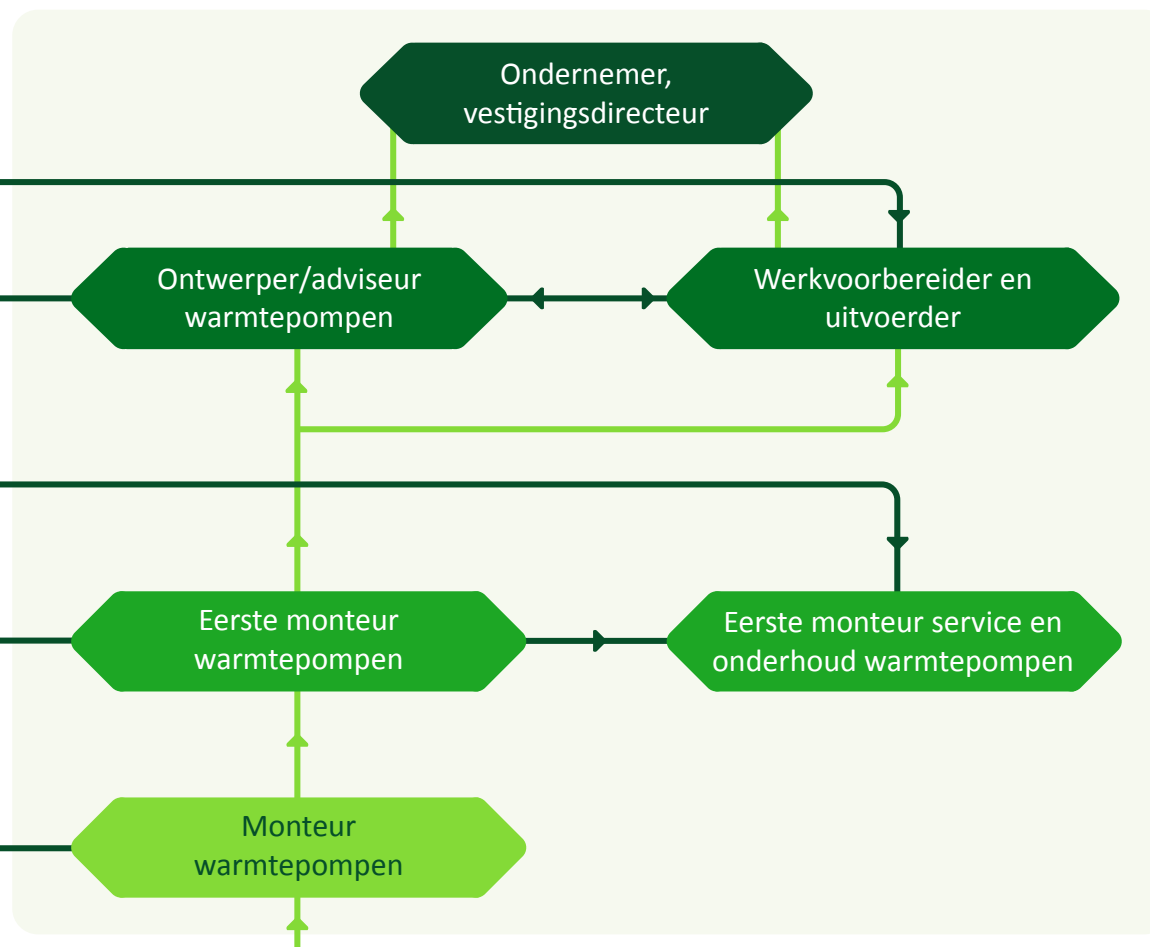 Ondernemer,
vestigingsdirecteur
Ontwerper/adviseur
warmtepompen
Werkvoorbereider en
uitvoerder
Eerste monteur
warmtepompen
Eerste monteur service en
onderhoud warmtepompen
Monteur
warmtepompen